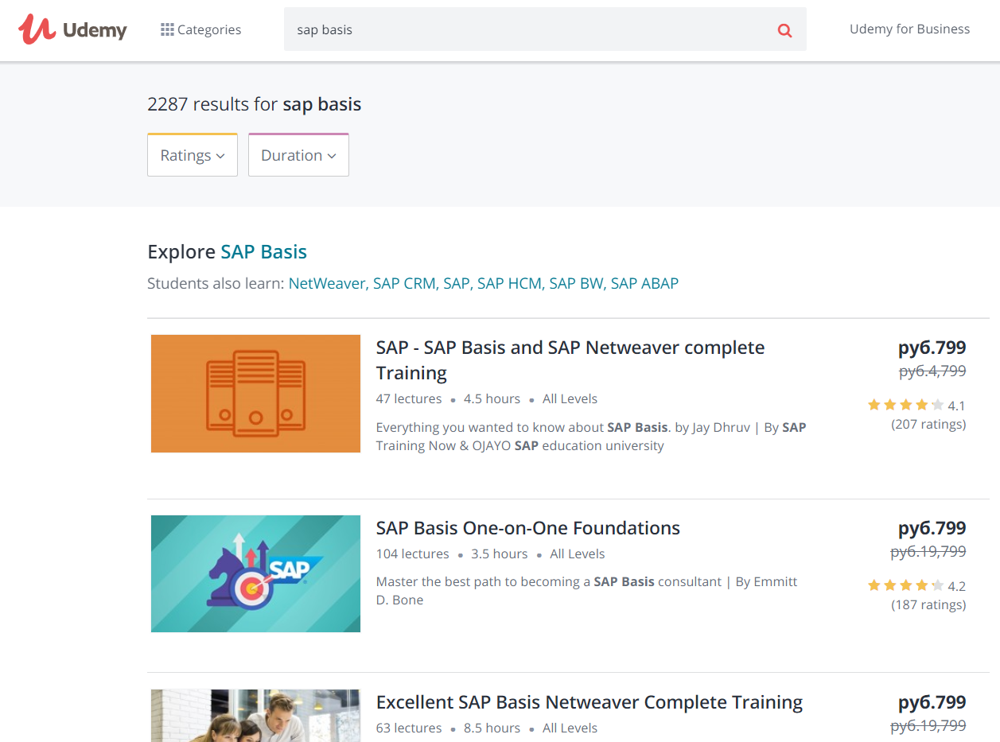 Udemy
Categories
sap basis
Udemy for Business
2287 results for sap basis
Ratings
Duration
Explore SAP Basis
Students also learn: NetWeaver, SAP CRM, SAP, SAP HCM, SAP BW, SAP ABAP
SAP - SAP Basis and SAP Netweaver complete
Training
47 lectures • 4.5 hours • All Levels
Everything you wanted to know about SAP Basis. by Jay Dhruv | By SAP
Training Now & OJAYO SAP education university
руб.799
руб.4,799
4.1
(207 ratings)
SAP
SAP Basis One-on-One Foundations
104 lectures • 3.5 hours • All Levels
Master the best path to becoming a SAP Basis consultant | By Emmitt
D. Bone
руб.799
руб.19,799
4.2
(187 ratings)
Excellent SAP Basis Netweaver Complete Training
63 lectures • 8.5 hours • All Levels
руб.799
руб.19,799